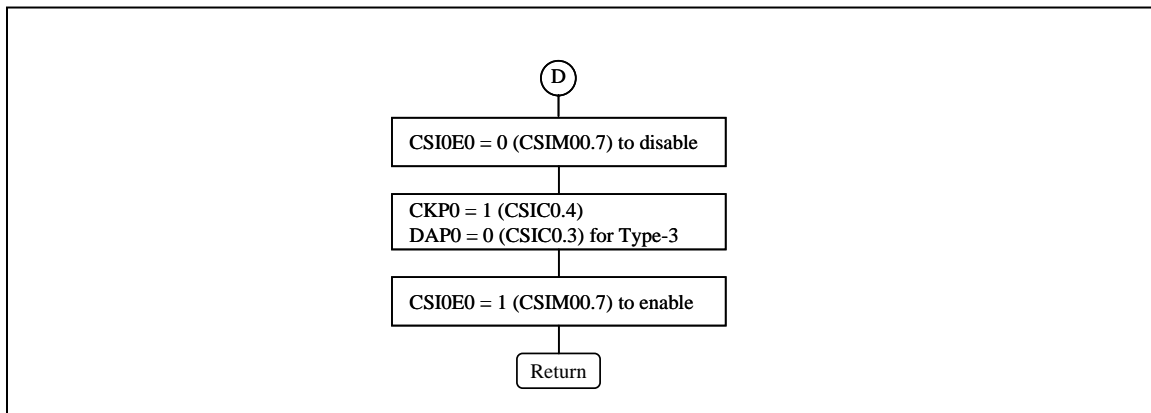 D
CSI0E0 = 0 (CSIM00.7) to disable
CKP0 = 1 (CSIC0.4)
DAP0 = 0 (CSIC0.3) for Type-3
CSI0E0 = 1 (CSIM00.7) to enable
Return